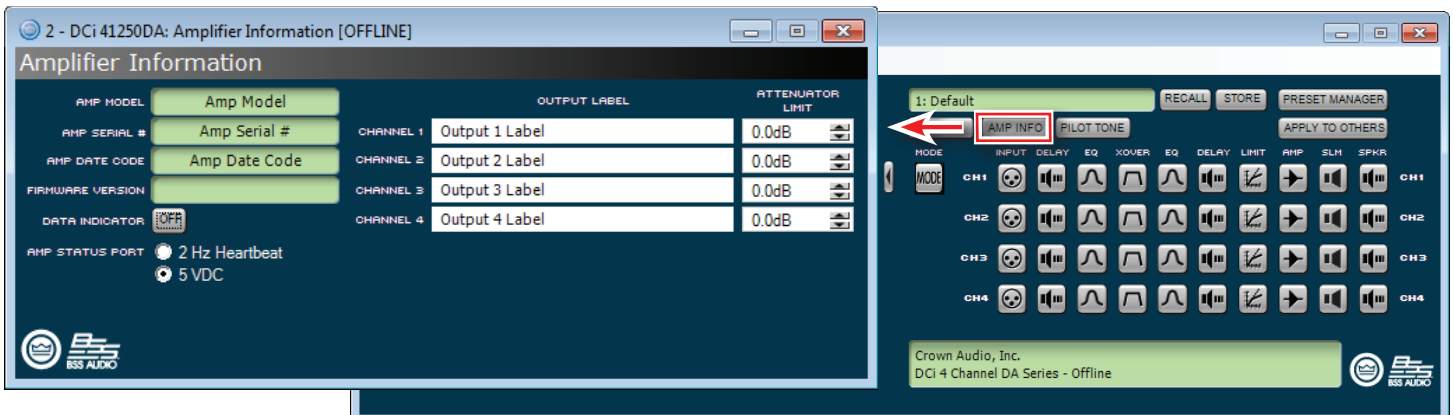 2 - DCi 41250DA: Amplifier Information [OFFLINE]
Amplifier Information
AMP MODEL Amp Model
AMP SERIAL # Amp Serial #
AMP DATE CODE Amp Date Code
FIRMWARE VERSION
DATA INDICATOR OFF
AMP STATUS PORT 2 Hz Heartbeat
5 VDC
OUTPUT LABEL ATTENUATOR LIMIT
CHANNEL 1 Output 1 Label 0.0dB
CHANNEL 2 Output 2 Label 0.0dB
CHANNEL 3 Output 3 Label 0.0dB
CHANNEL 4 Output 4 Label 0.0dB
BSS AUDIO
1: Default RECALL STORE PRESET MANAGER
AMP INFO PILOT TONE APPLY TO OTHERS
MODE INPUT DELAY EQ XOVER EQ DELAY LIMIT AMP SLM SPKR
MODE CH1 CH1
CH2 CH2
CH3 CH3
CH4 CH4
Crown Audio, Inc.
DCi 4 Channel DA Series - Offline
BSS AUDIO